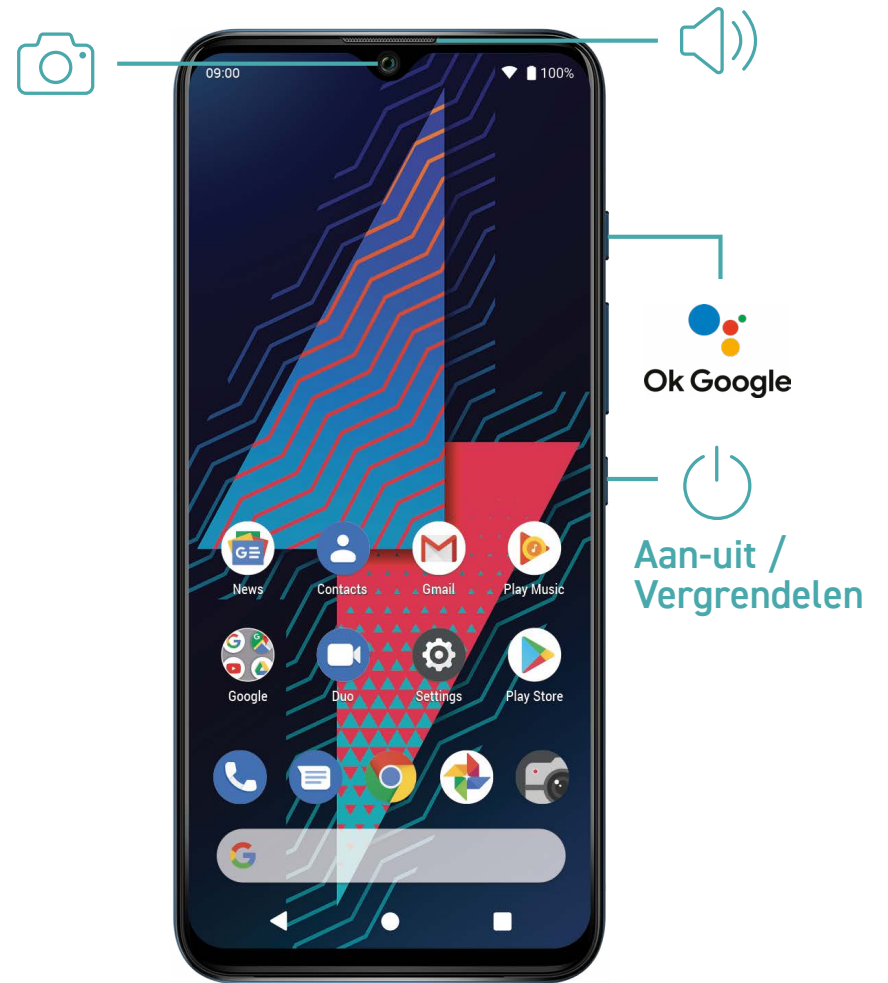 09:00
100%
Ok Google
Aan-uit /
Vergrendelen
News Contacts Gmail Play Music
Google Duo Settings Play Store